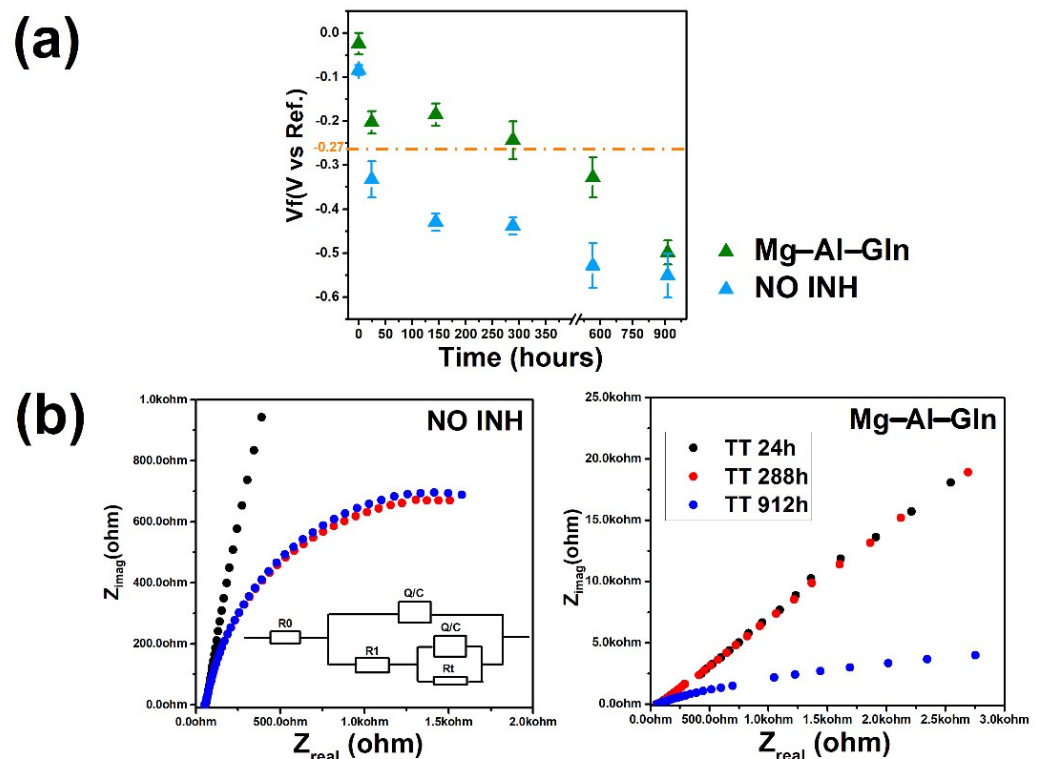 (a)
0.0
-0.1
-0.2
-0.27
-0.3
-0.4
-0.5
-0.6
Vf(V vs Ref.)
0 50 100 150 200 250 300 350 600 750 900
Time (hours)
Mg–Al–Gln
NO INH
(b)
NO INH
1.0kohm
800.0ohm
600.0ohm
400.0ohm
200.0ohm
0.0ohm
Zimag(ohm)
R0
Q/C
R1
Q/C
Rt
0.0ohm 500.0ohm 1.0kohm 1.5kohm 2.0kohm
Zreal (ohm)
Mg–Al–Gln
25.0kohm
20.0kohm
15.0kohm
10.0kohm
5.0kohm
0.0ohm
Zimag(ohm)
TT 24h
TT 288h
TT 912h
0.0ohm 500.0ohm 1.0kohm 1.5kohm 2.0kohm 2.5kohm 3.0kohm
Zreal (ohm)